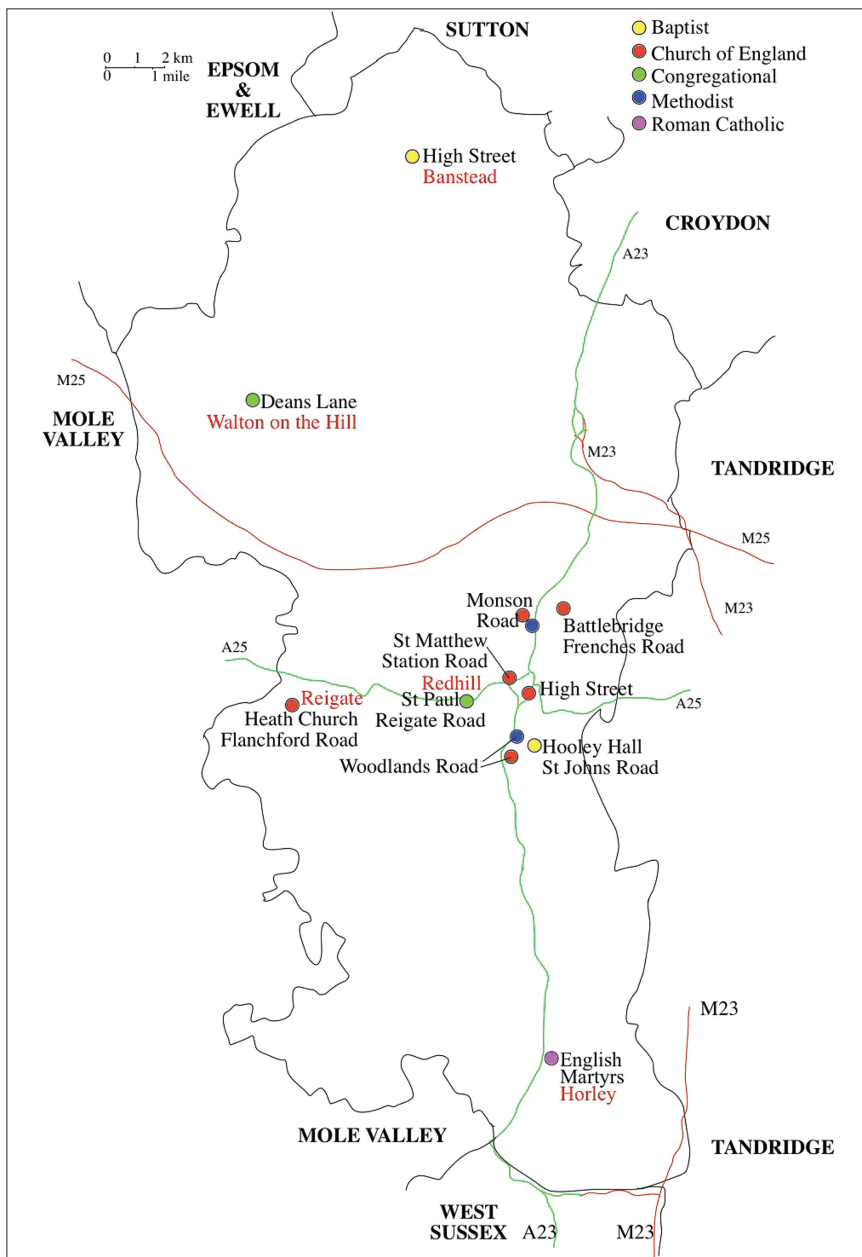 SUTTON
Baptist
Church of England
Congregational
Methodist
Roman Catholic
0 1 2 km
0 1 mile
EPSOM
&
EWELL
High Street
Banstead
CROYDON
A23
M25
MOLE
VALLEY
Deans Lane
Walton on the Hill
M23
TANDRIDGE
M25
M23
Monson
Road
Battlebridge
Frenches Road
St Matthew
Station Road
A25
Redhill
High Street
A25
Reigate
St Paul
Reigate Road
Heath Church
Flanchford Road
Woodlands Road
Hooley Hall
St Johns Road
M23
English
Martyrs
Horley
MOLE VALLEY
TANDRIDGE
WEST
SUSSEX
A23
M23